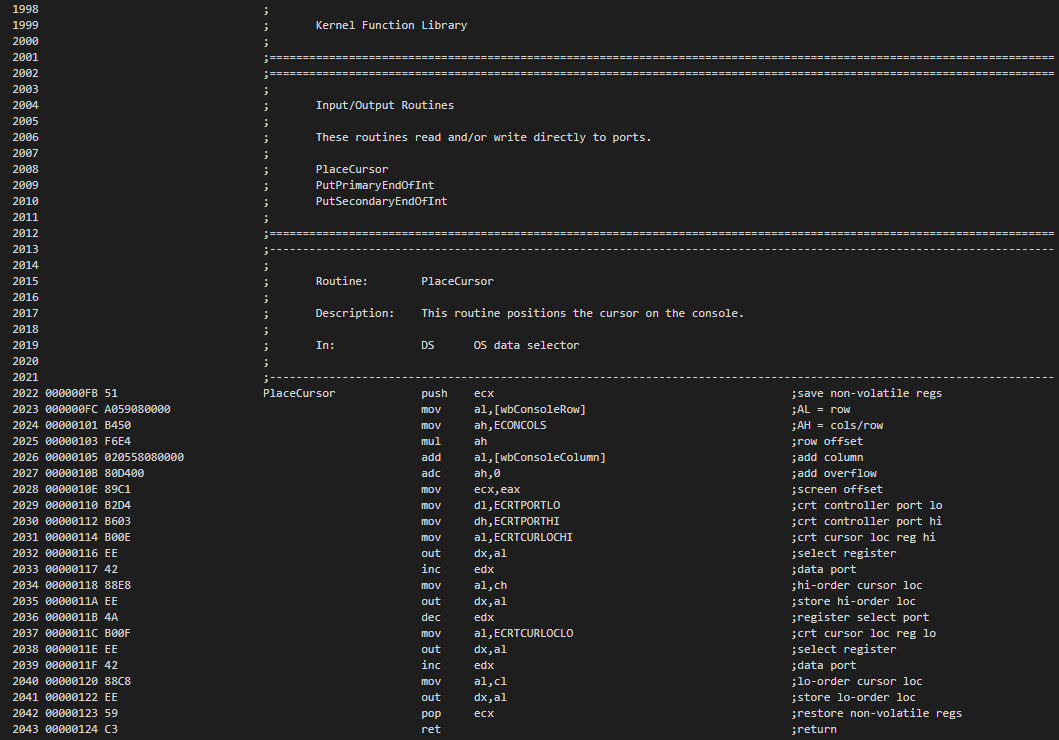 1998 ;
1999 ; Kernel Function Library
2000 ;
2001 ;=======================================================================================================================
2002 ;=======================================================================================================================
2003 ;
2004 ; Input/Output Routines
2005 ;
2006 ; These routines read and/or write directly to ports.
2007 ;
2008 ; PlaceCursor
2009 ; PutPrimaryEndOfInt
2010 ; PutSecondaryEndOfInt
2011 ;
2012 ;=======================================================================================================================
2013 ;-----------------------------------------------------------------------------------------------------------------------
2014 ;
2015 ; Routine: PlaceCursor
2016 ;
2017 ; Description: This routine positions the cursor on the console.
2018 ;
2019 ; In: DS OS data selector
2020 ;
2021 ;-----------------------------------------------------------------------------------------------------------------------
2022 000000FB 51 PlaceCursor push ecx ;save non-volatile regs
2023 000000FC A059080000 mov al,[wbConsoleRow] ;AL = row
2024 00000101 B450 mov ah,ECONCOLS ;AH = cols/row
2025 00000103 F6E4 mul ah ;row offset
2026 00000105 020558080000 add al,[wbConsoleColumn] ;add column
2027 0000010B 80D400 adc ah,0 ;add overflow
2028 0000010E 89C1 mov ecx,eax ;screen offset
2029 00000110 B2D4 mov dl,ECRTPORTLO ;crt controller port lo
2030 00000112 B603 mov dh,ECRTPORTHI ;crt controller port hi
2031 00000114 B00E mov al,ECRTCURLOCHI ;crt cursor loc reg hi
2032 00000116 EE out dx,al ;select register
2033 00000117 42 inc edx ;data port
2034 00000118 88E8 mov al,ch ;hi-order cursor loc
2035 0000011A EE out dx,al ;store hi-order loc
2036 0000011B 4A dec edx ;register select port
2037 0000011C B00F mov al,ECRTCURLOCLO ;crt cursor loc reg lo
2038 0000011E EE out dx,al ;select register
2039 0000011F 42 inc edx ;data port
2040 00000120 88C8 mov al,cl ;lo-order cursor loc
2041 00000122 EE out dx,al ;store lo-order loc
2042 00000123 59 pop ecx ;restore non-volatile regs
2043 00000124 C3 ret ;return